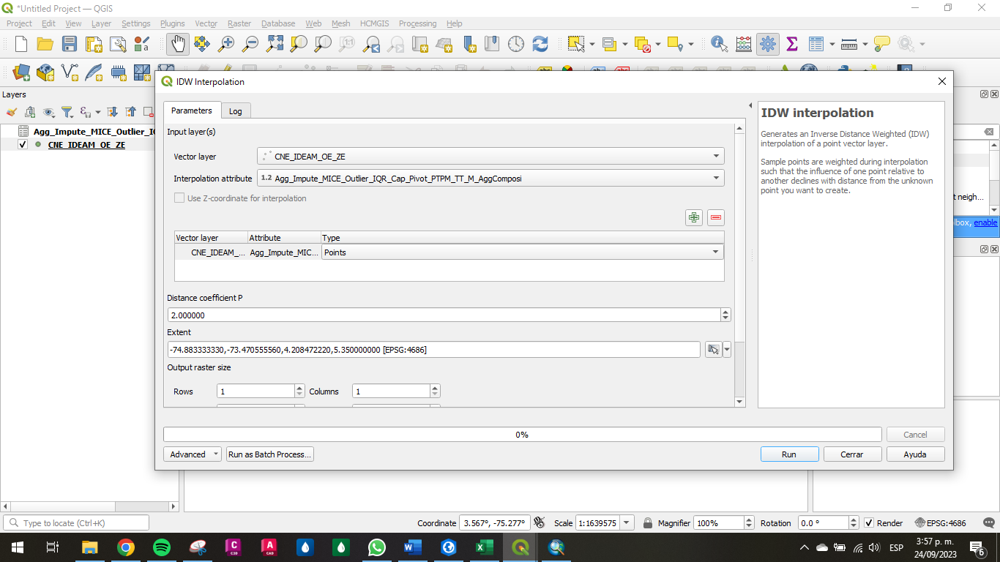 *Untitled Project — QGIS
Project Edit View Layer Settings Plugins Vector Raster Database Web Mesh HCMGIS Processing Help
IDW Interpolation
Layers
Parameters Log
Agg_Impute_MICE_Outlier_IQ
CNE_IDEAM_OE_ZE
Input layer(s)
Vector layer CNE_IDEAM_OE_ZE
Interpolation attribute 1.2 Agg_Impute_MICE_Outlier_IQR_Cap_Pivot_PTPM_TT_M_AggComposi
Use Z-coordinate for interpolation
Vector layer Attribute Type
CNE_IDEAM_... Agg_Impute_MIC... Points
Distance coefficient P
2.000000
Extent
-74.883333330,-73.470555560,4.208472220,5.350000000 [EPSG:4686]
Output raster size
Rows 1 Columns 1
IDW interpolation
Generates an Inverse Distance Weighted (IDW)
interpolation of a point vector layer.
Sample points are weighted during interpolation
such that the influence of one point relative to
another declines with distance from the unknown
point you want to create.
t neigh...
lbox, enable
0%
Cancel
Advanced Run as Batch Process... Run Cerrar Ayuda
Type to locate (Ctrl+K) Coordinate 3.567°, -75.277° Scale 1:1639575 Magnifier 100% Rotation 0.0 ° Render EPSG:4686
ESP 3:57 p. m.
24/09/2023 6